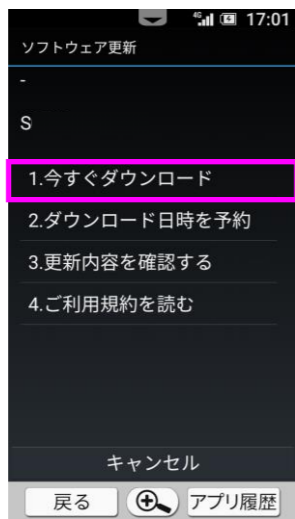 4G 17:01
ソフトウェア更新
-
S
1.今すぐダウンロード
2.ダウンロード日時を予約
3.更新内容を確認する
4.ご利用規約を読む
キャンセル
戻る アプリ履歴